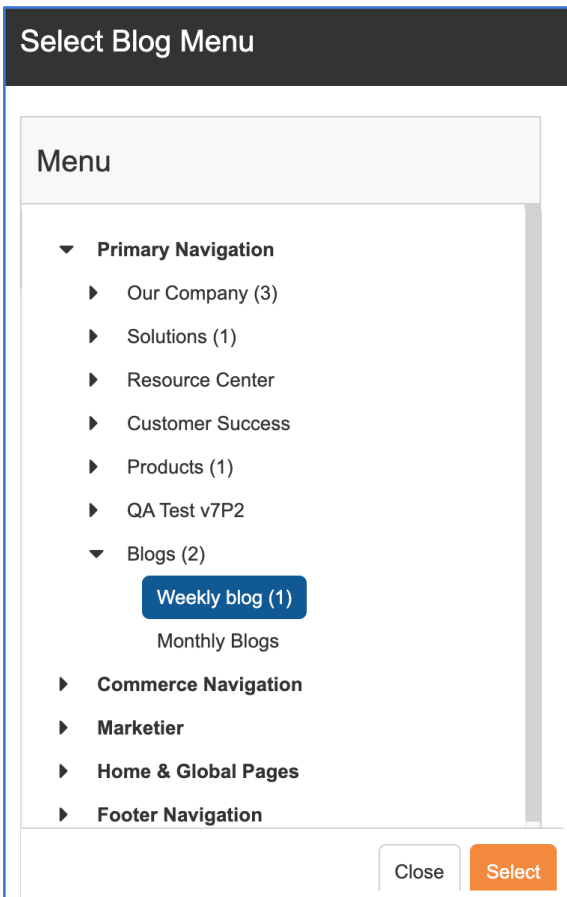 Select Blog Menu
Menu
Primary Navigation
Our Company (3)
Solutions (1)
Resource Center
Customer Success
Products (1)
QA Test v7P2
Blogs (2)
Weekly blog (1)
Monthly Blogs
Commerce Navigation
Marketier
Home & Global Pages
Footer Navigation
Close Select